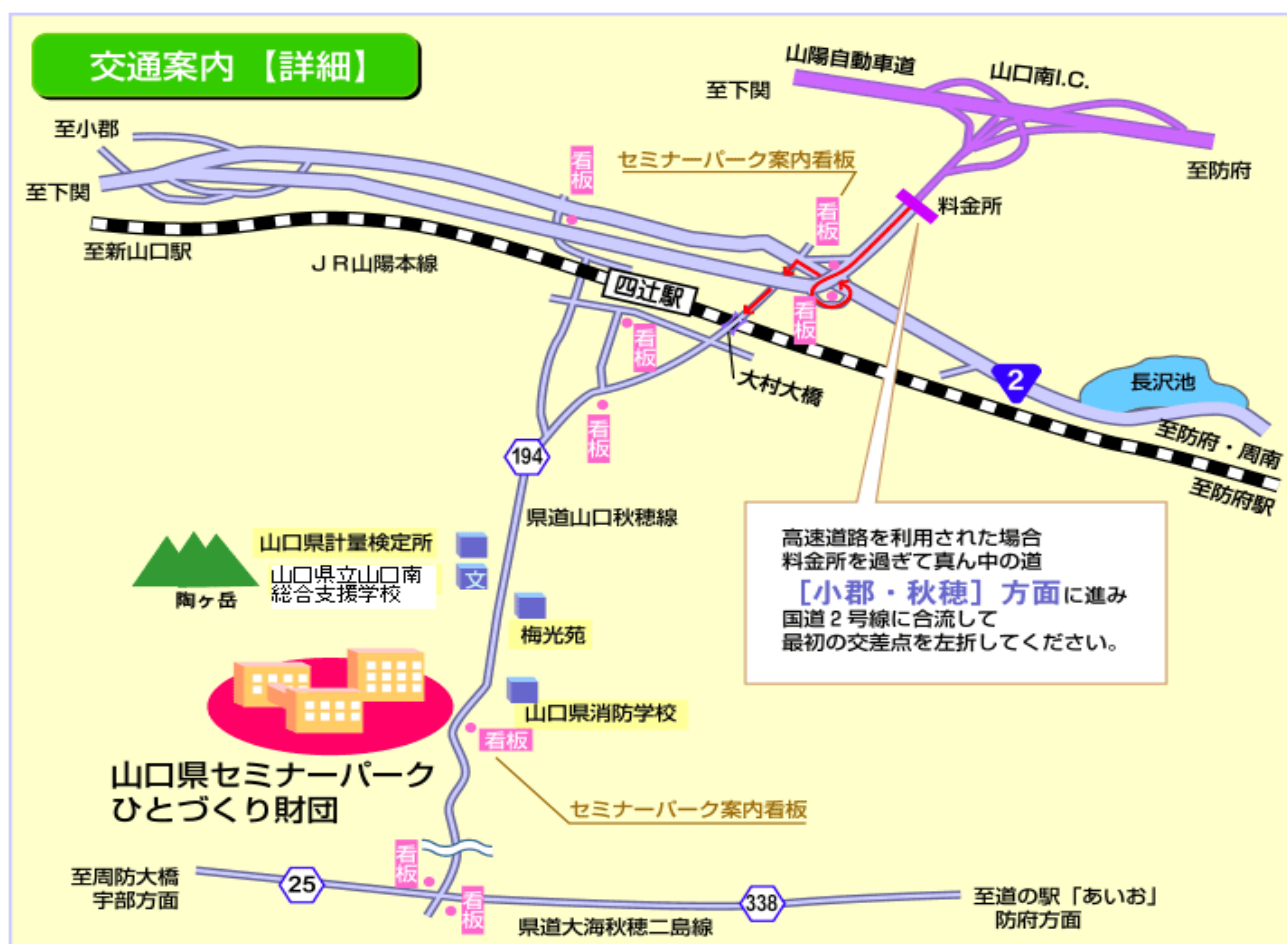 交通案内 【詳細】
山陽自動車道
山口南I.C.
至下関
至防府
至小郡
至下関
看板
セミナーパーク案内看板
看板
料金所
至新山口駅
ＪＲ山陽本線
四辻駅
看板
看板
大村大橋
2
長沢池
至防府・周南
至防府駅
看板
194
県道山口秋穂線
高速道路を利用された場合
料金所を過ぎて真ん中の道
［小郡・秋穂］方面に進み
国道２号線に合流して
最初の交差点を左折してください。
山口県計量検定所
山口県立山口南
総合支援学校
文
陶ヶ岳
梅光苑
山口県消防学校
看板
山口県セミナーパーク
ひとづくり財団
セミナーパーク案内看板
看板
至周防大橋
宇部方面
25
看板
県道大海秋穂二島線
338
至道の駅「あいお」
防府方面